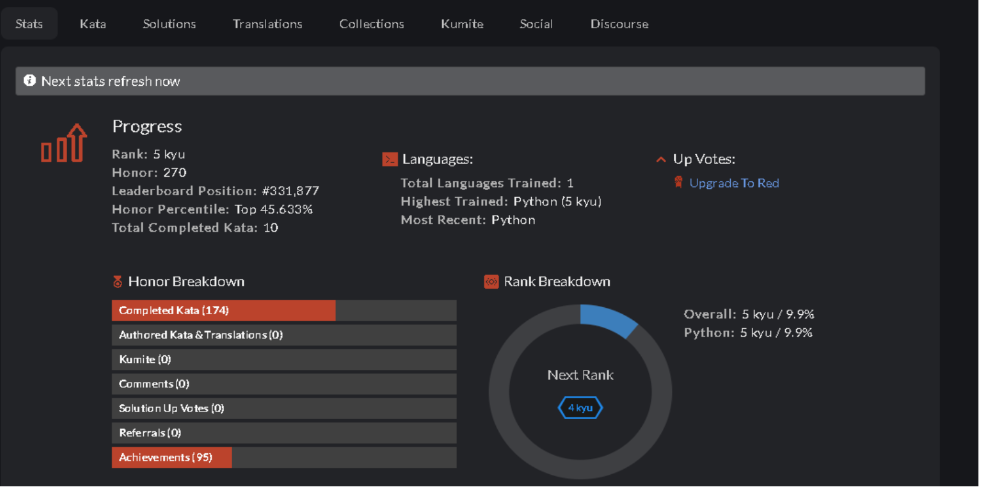 Stats Kata Solutions Translations Collections Kumite Social Discourse
Next stats refresh now
Progress
Rank: 5 kyu
Honor: 270
Leaderboard Position: #331,877
Honor Percentile: Top 45.633%
Total Completed Kata: 10
Languages:
Total Languages Trained: 1
Highest Trained: Python (5 kyu)
Most Recent: Python
Up Votes:
Upgrade To Red
Honor Breakdown
Completed Kata (174)
Authored Kata & Translations (0)
Kumite (0)
Comments (0)
Solution Up Votes (0)
Referrals (0)
Achievements (95)
Rank Breakdown
Next Rank
4 kyu
Overall: 5 kyu / 9.9%
Python: 5 kyu / 9.9%